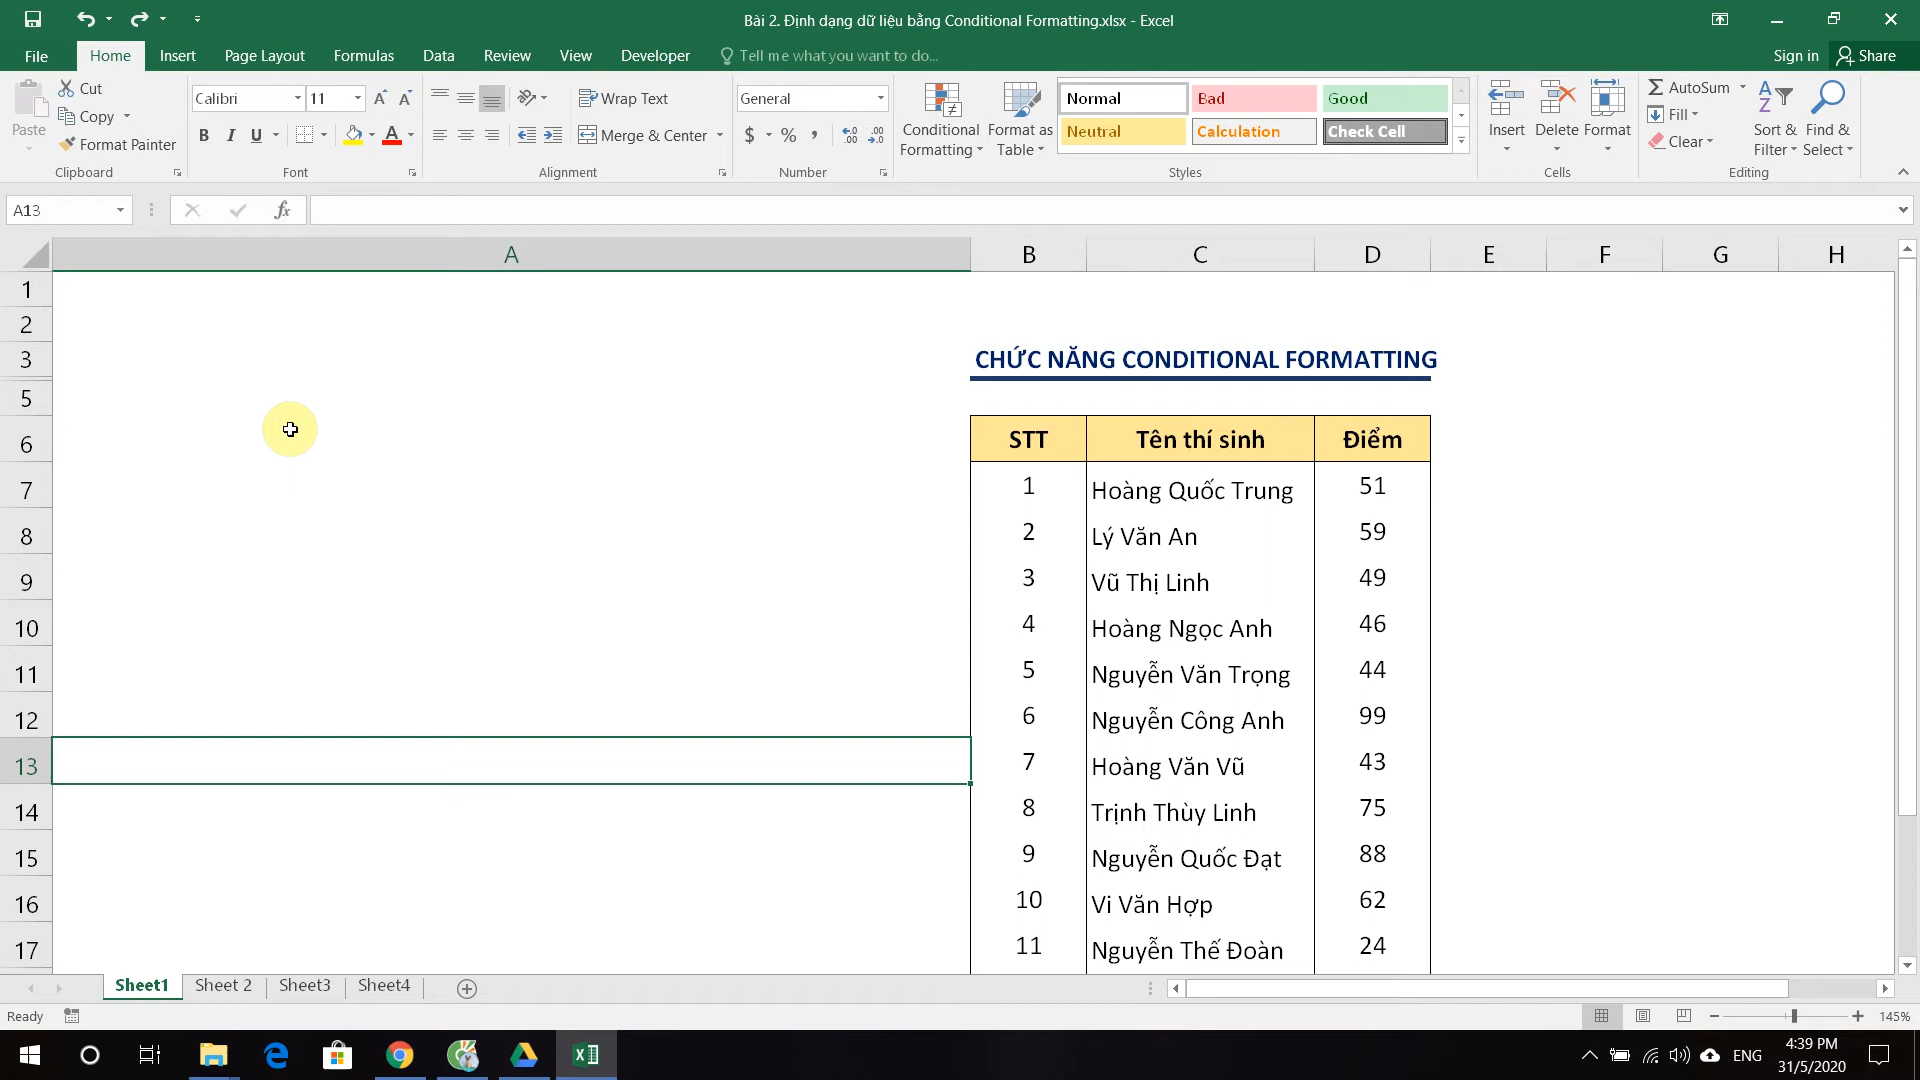 Bài 2. Định dạng dữ liệu bằng Conditional Formatting.xlsx - Excel
File Home Insert Page Layout Formulas Data Review View Developer Tell me what you want to do... Sign in Share
Paste
Cut
Copy
Format Painter
Clipboard
Calibri 11
B I U
Font
Wrap Text
Merge & Center
Alignment
General
$ % ,
Number
Conditional Formatting
Format as Table
Normal Bad Good
Neutral Calculation Check Cell
Styles
Insert Delete Format
Cells
AutoSum
Fill
Clear
Sort & Filter
Find & Select
Editing
A13 fx
A B C D E F G H
1
2
3 CHỨC NĂNG CONDITIONAL FORMATTING
5
6 STT Tên thí sinh Điểm
7 1 Hoàng Quốc Trung 51
8 2 Lý Văn An 59
9 3 Vũ Thị Linh 49
10 4 Hoàng Ngọc Anh 46
11 5 Nguyễn Văn Trọng 44
12 6 Nguyễn Công Anh 99
13 7 Hoàng Văn Vũ 43
14 8 Trịnh Thùy Linh 75
15 9 Nguyễn Quốc Đạt 88
16 10 Vi Văn Hợp 62
17 11 Nguyễn Thế Đoàn 24
Sheet1 Sheet 2 Sheet3 Sheet4
Ready 145%
ENG 4:39 PM
31/5/2020